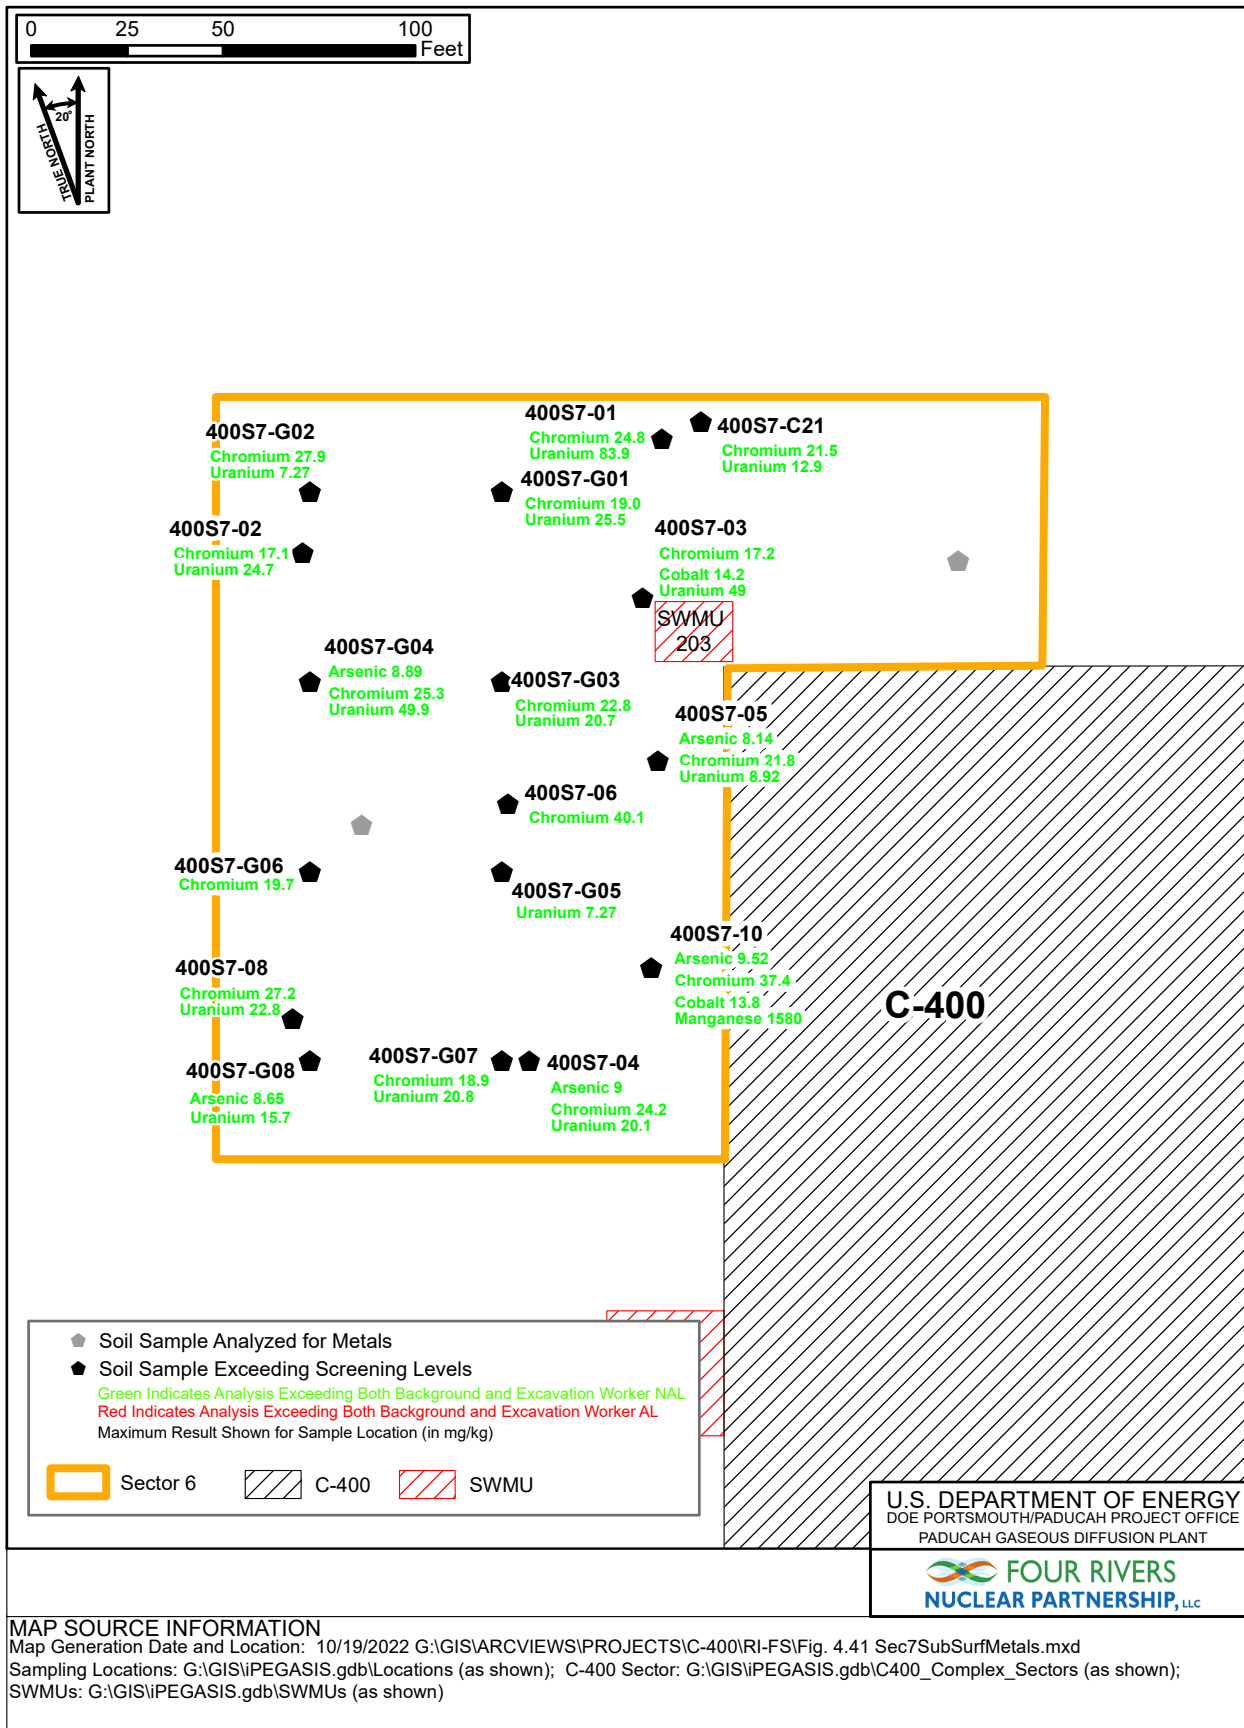 0 25 50 100
Feet
20°
TRUE NORTH
PLANT NORTH
400S7-01
Chromium 24.8
Uranium 83.9
400S7-C21
Chromium 21.5
Uranium 12.9
400S7-G02
Chromium 27.9
Uranium 7.27
400S7-G01
Chromium 19.0
Uranium 25.5
400S7-02
Chromium 17.1
Uranium 24.7
400S7-03
Chromium 17.2
Cobalt 14.2
Uranium 49
SWMU
203
400S7-G04
Arsenic 8.89
Chromium 25.3
Uranium 49.9
400S7-G03
Chromium 22.8
Uranium 20.7
400S7-05
Arsenic 8.14
Chromium 21.8
Uranium 8.92
400S7-06
Chromium 40.1
400S7-G06
Chromium 19.7
400S7-G05
Uranium 7.27
400S7-10
Arsenic 9.52
Chromium 37.4
Cobalt 13.8
Manganese 1580
C-400
400S7-08
Chromium 27.2
Uranium 22.8
400S7-G08
Arsenic 8.65
Uranium 15.7
400S7-G07
Chromium 18.9
Uranium 20.8
400S7-04
Arsenic 9
Chromium 24.2
Uranium 20.1
Soil Sample Analyzed for Metals
Soil Sample Exceeding Screening Levels
Green Indicates Analysis Exceeding Both Background and Excavation Worker NAL
Red Indicates Analysis Exceeding Both Background and Excavation Worker AL
Maximum Result Shown for Sample Location (in mg/kg)
Sector 6 C-400 SWMU
U.S. DEPARTMENT OF ENERGY
DOE PORTSMOUTH/PADUCAH PROJECT OFFICE
PADUCAH GASEOUS DIFFUSION PLANT
FOUR RIVERS
NUCLEAR PARTNERSHIP, LLC
MAP SOURCE INFORMATION
Map Generation Date and Location: 10/19/2022 G:\GIS\ARCVIEWS\PROJECTS\C-400\RI-FS\Fig. 4.41 Sec7SubSurfMetals.mxd
Sampling Locations: G:\GIS\iPEGASIS.gdb\Locations (as shown); C-400 Sector: G:\GIS\iPEGASIS.gdb\C400_Complex_Sectors (as shown);
SWMUs: G:\GIS\iPEGASIS.gdb\SWMUs (as shown)